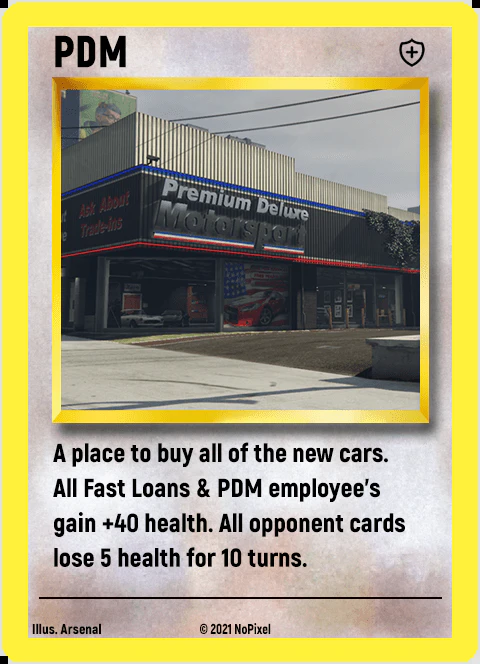 PDM
Premium Deluxe
Motorsport
Ask About
Trade-ins
A place to buy all of the new cars.
All Fast Loans & PDM employee's
gain +40 health. All opponent cards
lose 5 health for 10 turns.
Illus. Arsenal
© 2021 NoPixel